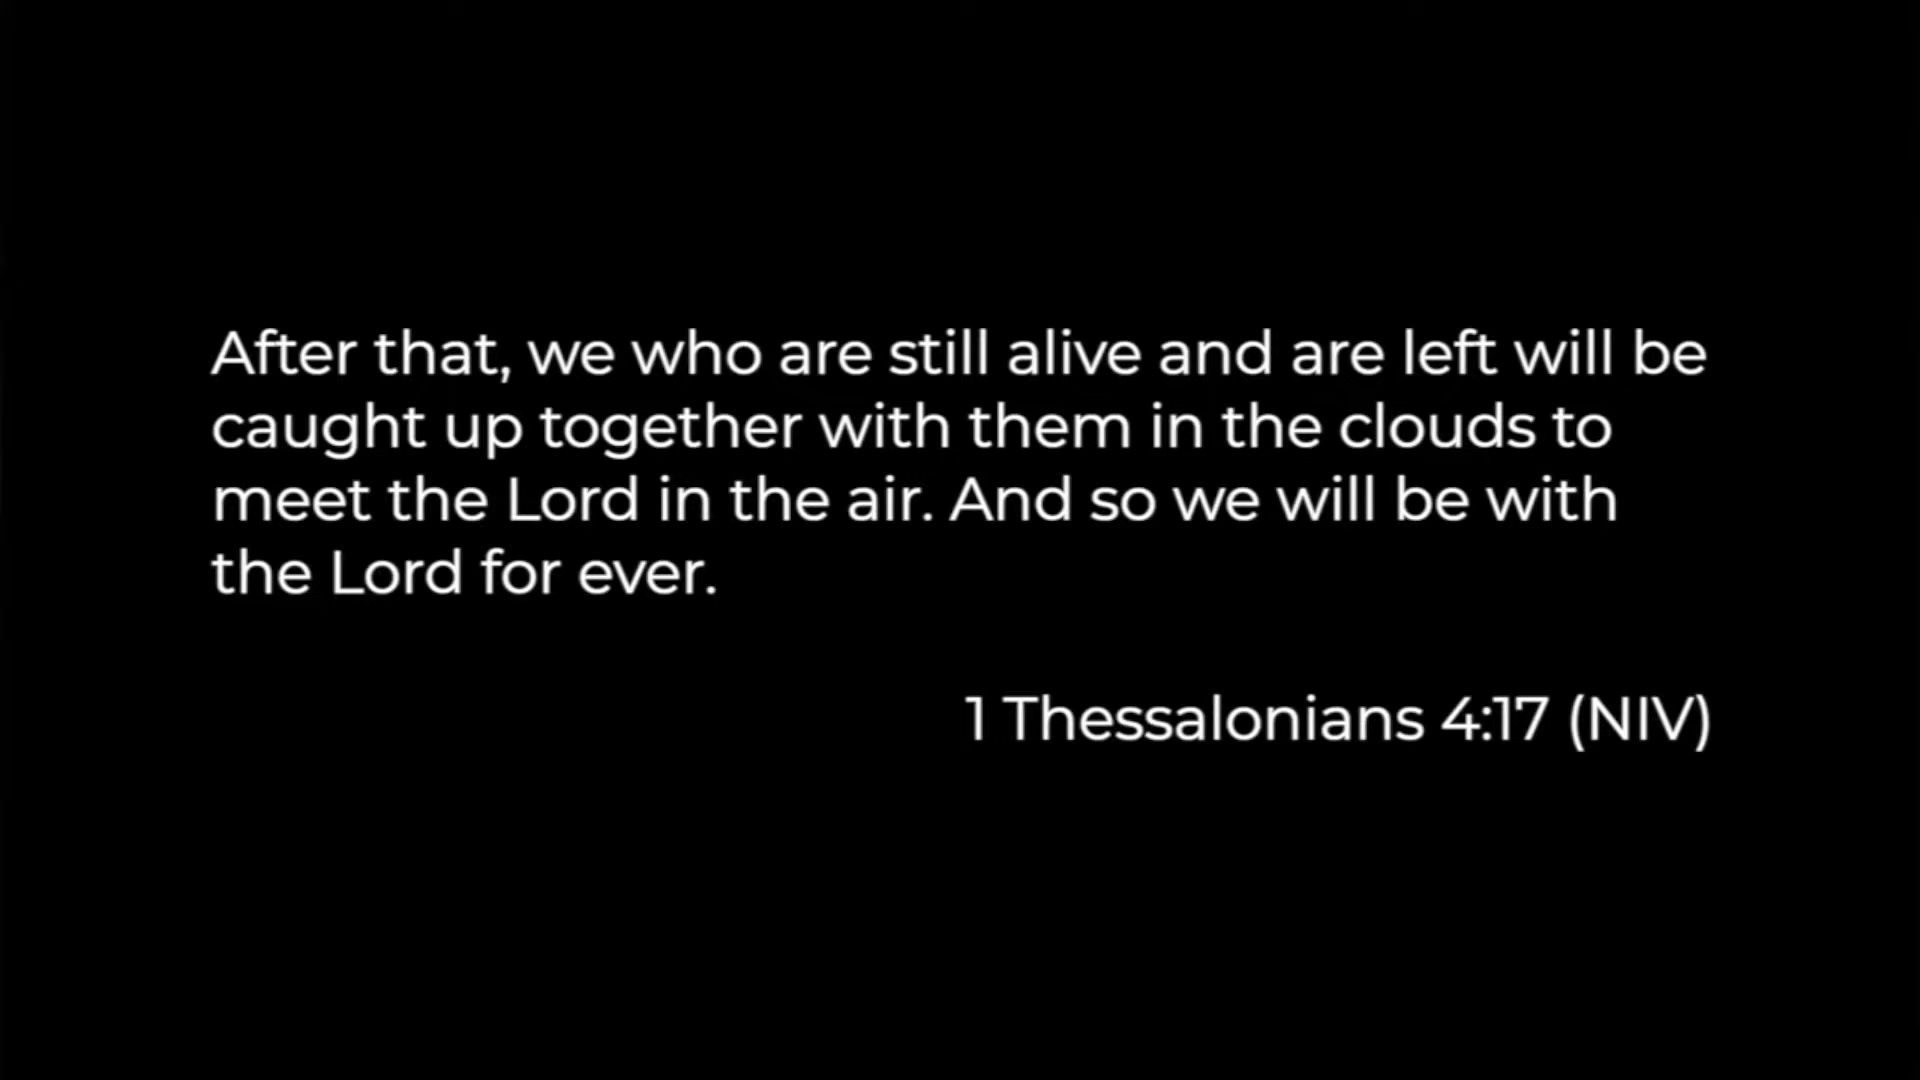 After that, we who are still alive and are left will be
caught up together with them in the clouds to
meet the Lord in the air. And so we will be with
the Lord for ever.
1 Thessalonians 4:17 (NIV)